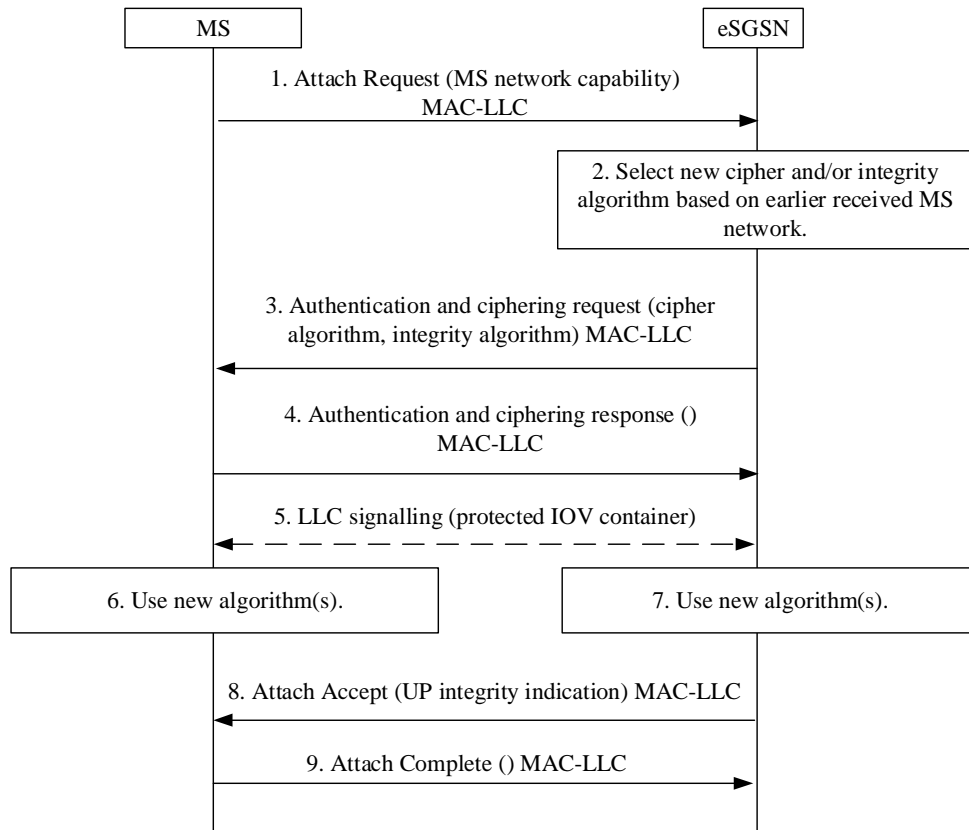 MS
eSGSN
1. Attach Request (MS network capability)
MAC-LLC
2. Select new cipher and/or integrity
algorithm based on earlier received MS
network.
3. Authentication and ciphering request (cipher
algorithm, integrity algorithm) MAC-LLC
4. Authentication and ciphering response ()
MAC-LLC
5. LLC signalling (protected IOV container)
6. Use new algorithm(s).
7. Use new algorithm(s).
8. Attach Accept (UP integrity indication) MAC-LLC
9. Attach Complete () MAC-LLC